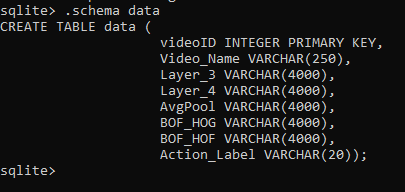 sqlite> .schema data
CREATE TABLE data (
videoID INTEGER PRIMARY KEY,
Video_Name VARCHAR(250),
Layer_3 VARCHAR(4000),
Layer_4 VARCHAR(4000),
AvgPool VARCHAR(4000),
BOF_HOG VARCHAR(4000),
BOF_HOF VARCHAR(4000),
Action_Label VARCHAR(20));
sqlite>